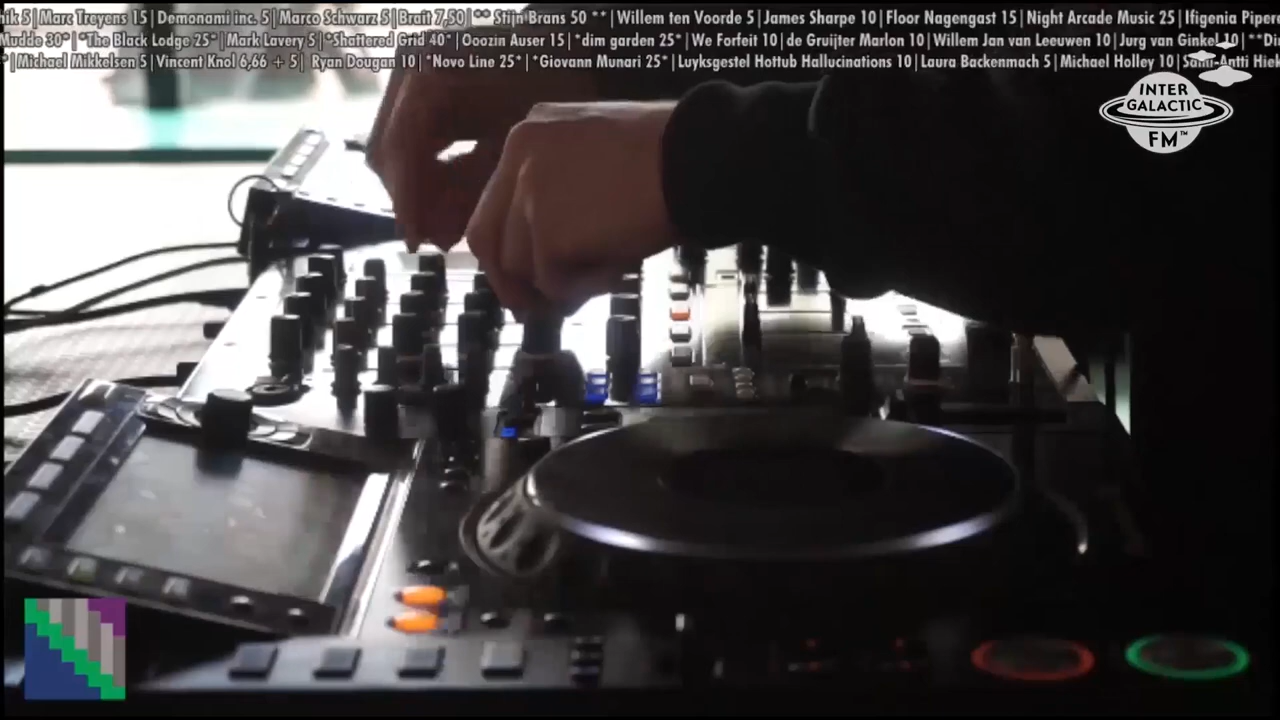 5 | Marc Treyens 15 | Demonami inc. 5 | Marco Schwarz 5 | Brait 7,50 | ** Stijn Brans 50 ** | Willem ten Voorde 5 | James Sharpe 10 | Floor Nagengast 15 | Night Arcade Music 25 | Ifigenia
Mudde 30* | *The Black Lodge 25* | Mark Lavery 5 | *Shattered Grid 40* | Ooozin Auser 15 | *dim garden 25* | We Forfeit 10 | de Gruijter Marlon 10 | Willem Jan van Leeuwen 10 | Jurg van Ginkel 10 |
* | Michael Mikkelsen 5 | Vincent Knol 6,66 + 5 | Ryan Dougan 10 | *Novo Line 25* | *Giovann Munari 25* | Luyksgestel Hottub Hallucinations 10 | Laura Backenmach 5 | Michael Holley 10 |
INTER
GALACTIC
FM™